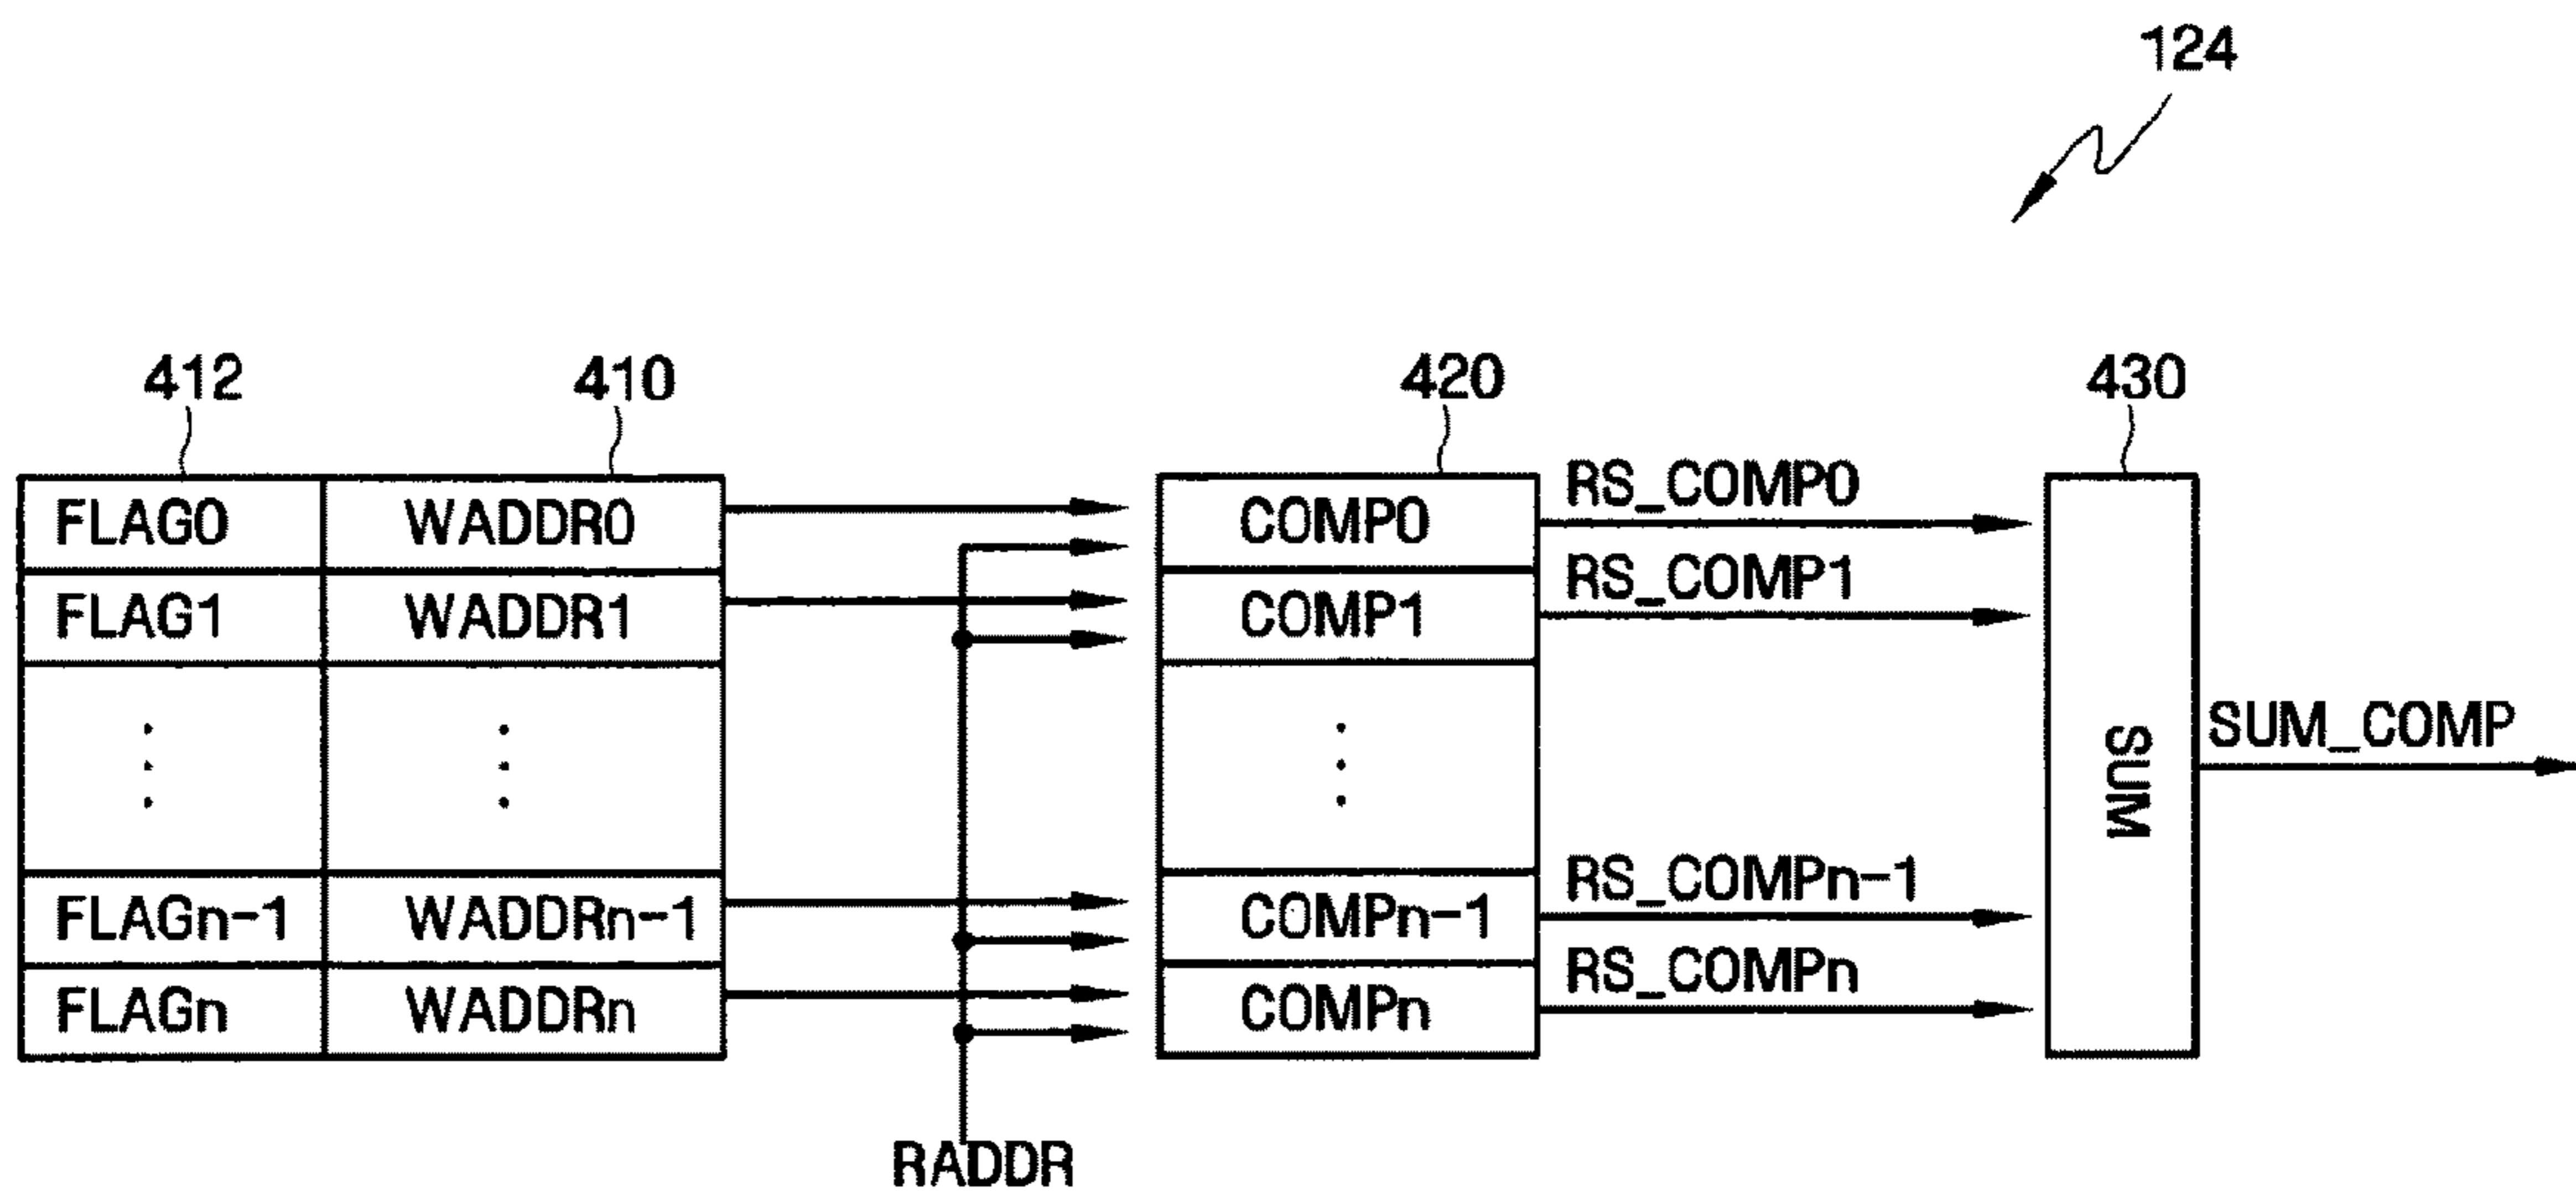 124
412
410
420
430
FLAG0
WADDR0
COMP0
RS_COMP0
FLAG1
WADDR1
COMP1
RS_COMP1
SUM
SUM_COMP
FLAGn-1
WADDRn-1
COMPn-1
RS_COMPn-1
FLAGn
WADDRn
COMPn
RS_COMPn
RADDR